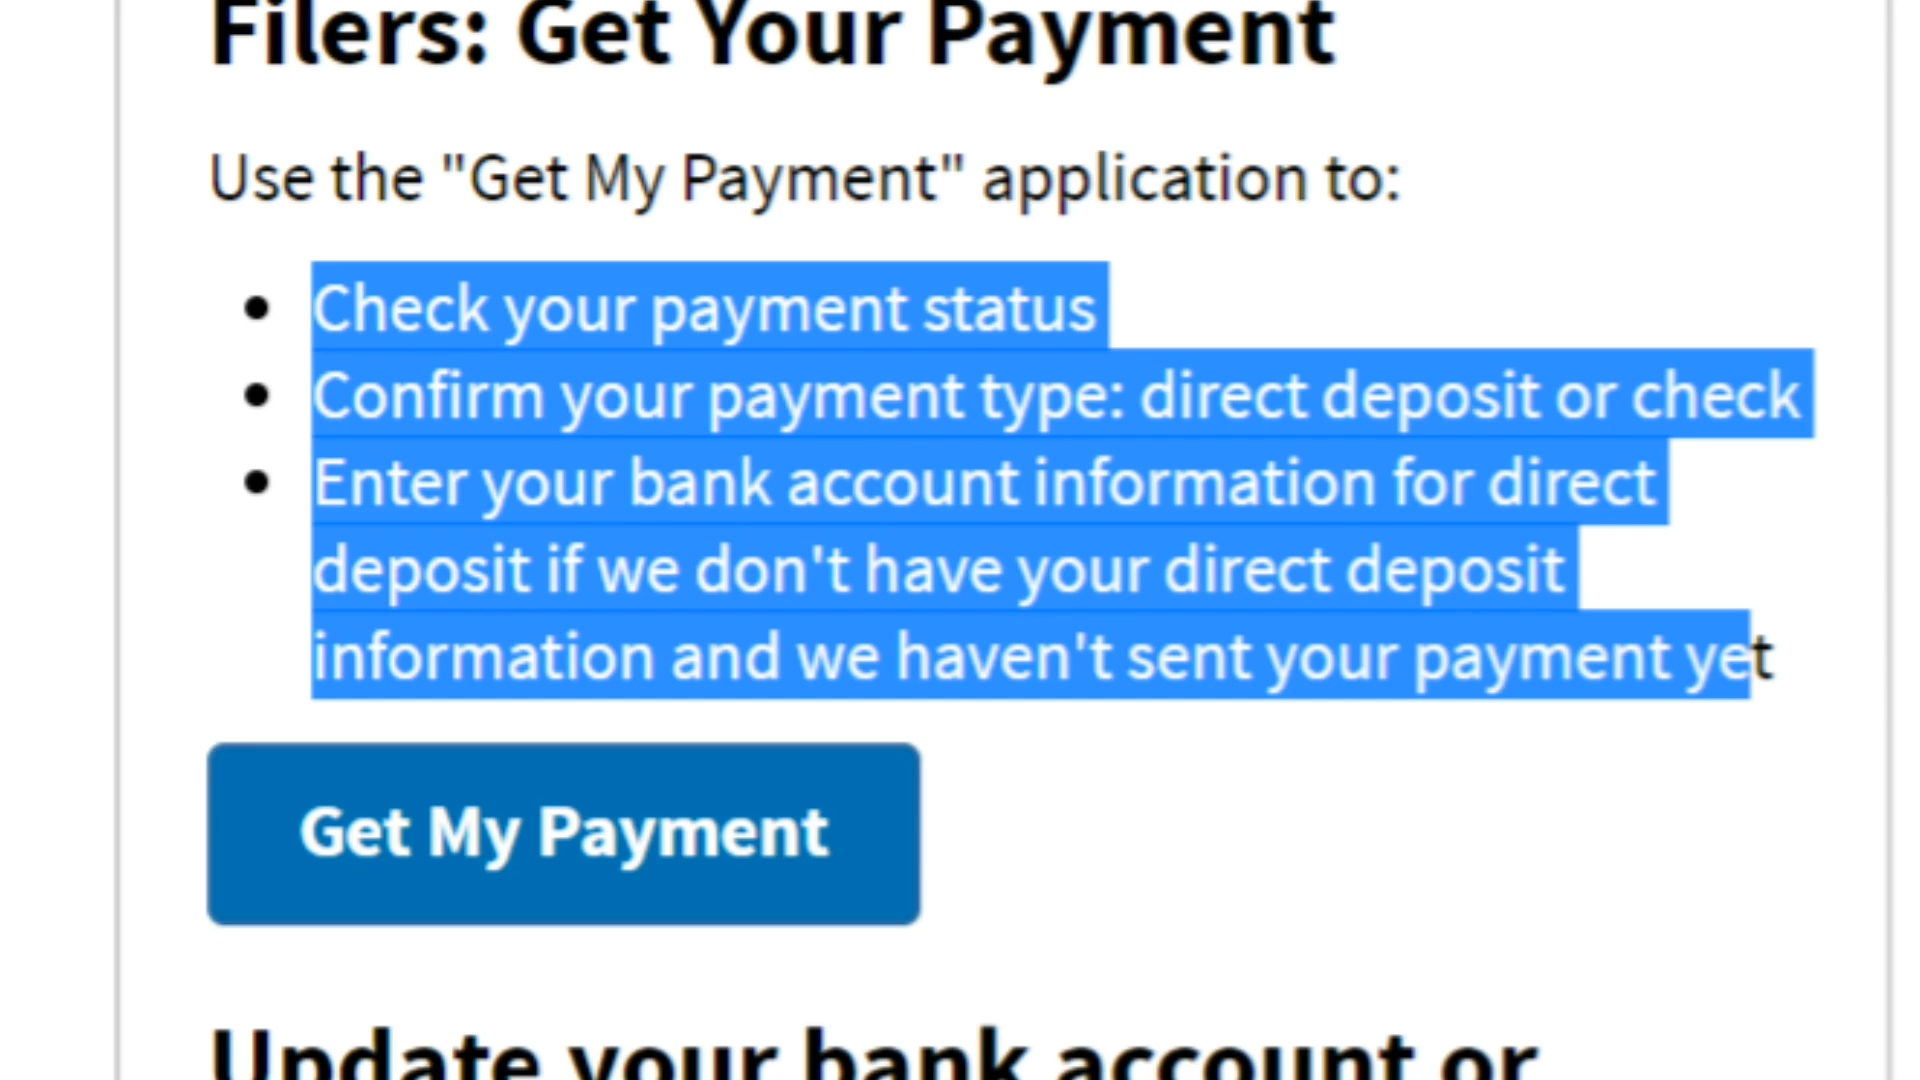 Filers: Get Your Payment
Use the "Get My Payment" application to:
Check your payment status
Confirm your payment type: direct deposit or check
Enter your bank account information for direct
deposit if we don't have your direct deposit
information and we haven't sent your payment yet
Get My Payment
Update your bank account or